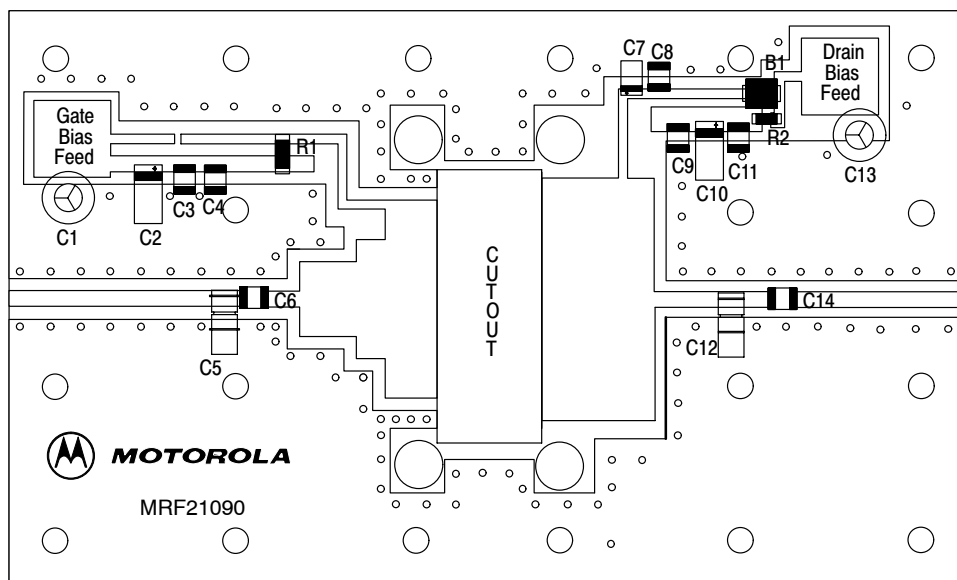 C7
C8
B1
Drain
Bias
Feed
Gate
Bias
Feed
R1
R2
C9
C10
C11
C13
C3
C4
C1
C2
CUTOUT
C6
C14
C5
C12
MOTOROLA
MRF21090